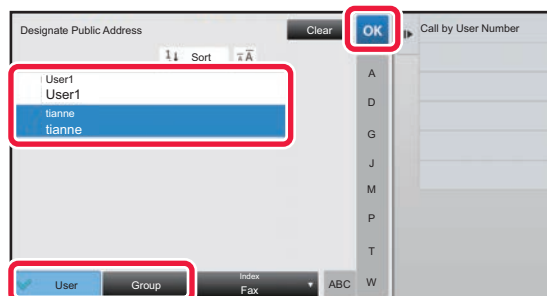 Designate Public Address
Clear
OK
Call by User Number
Sort
User1
User1
tianne
tianne
A
D
G
J
M
P
T
W
User
Group
Index
Fax
ABC